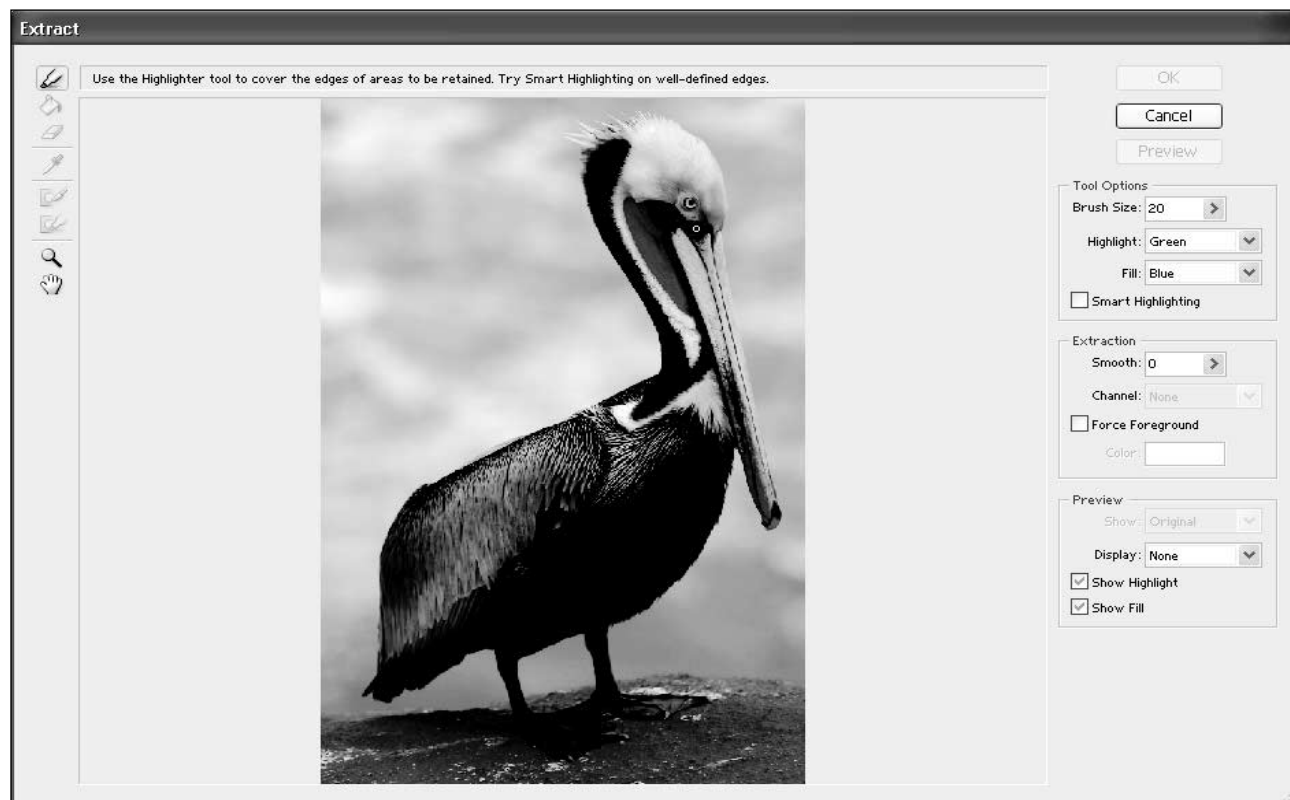 Extract
Use the Highlighter tool to cover the edges of areas to be retained. Try Smart Highlighting on well-defined edges.
OK
Cancel
Preview
Tool Options
Brush Size: 20
Highlight: Green
Fill: Blue
Smart Highlighting
Extraction
Smooth: 0
Channel: None
Force Foreground
Color:
Preview
Show: Original
Display: None
Show Highlight
Show Fill